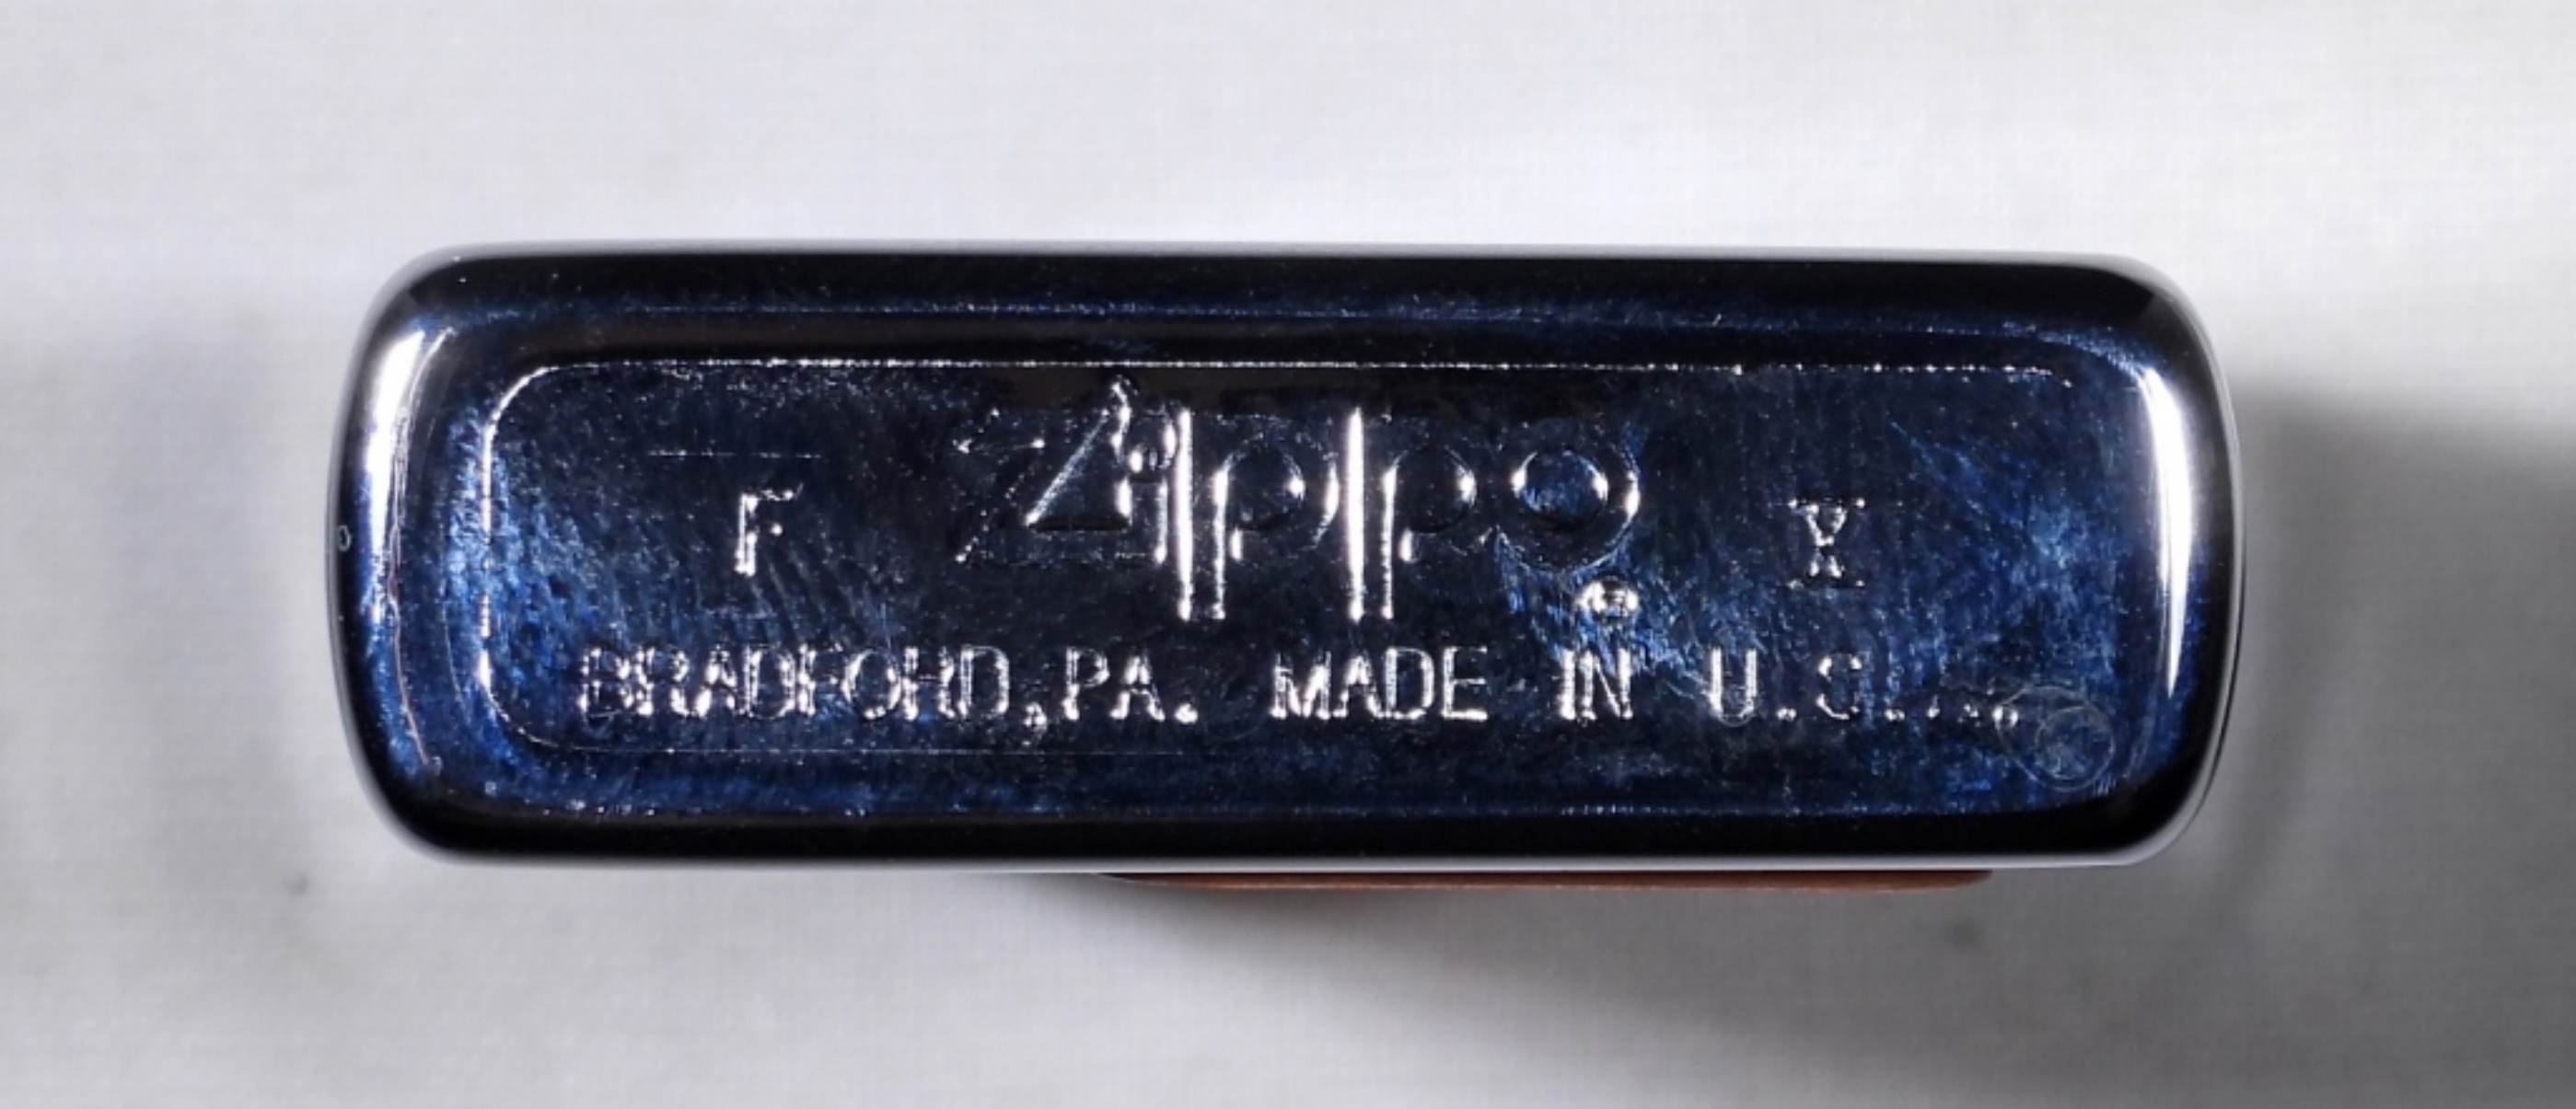 F Zippo ® X
BRADFORD,PA. MADE IN U.S.A.